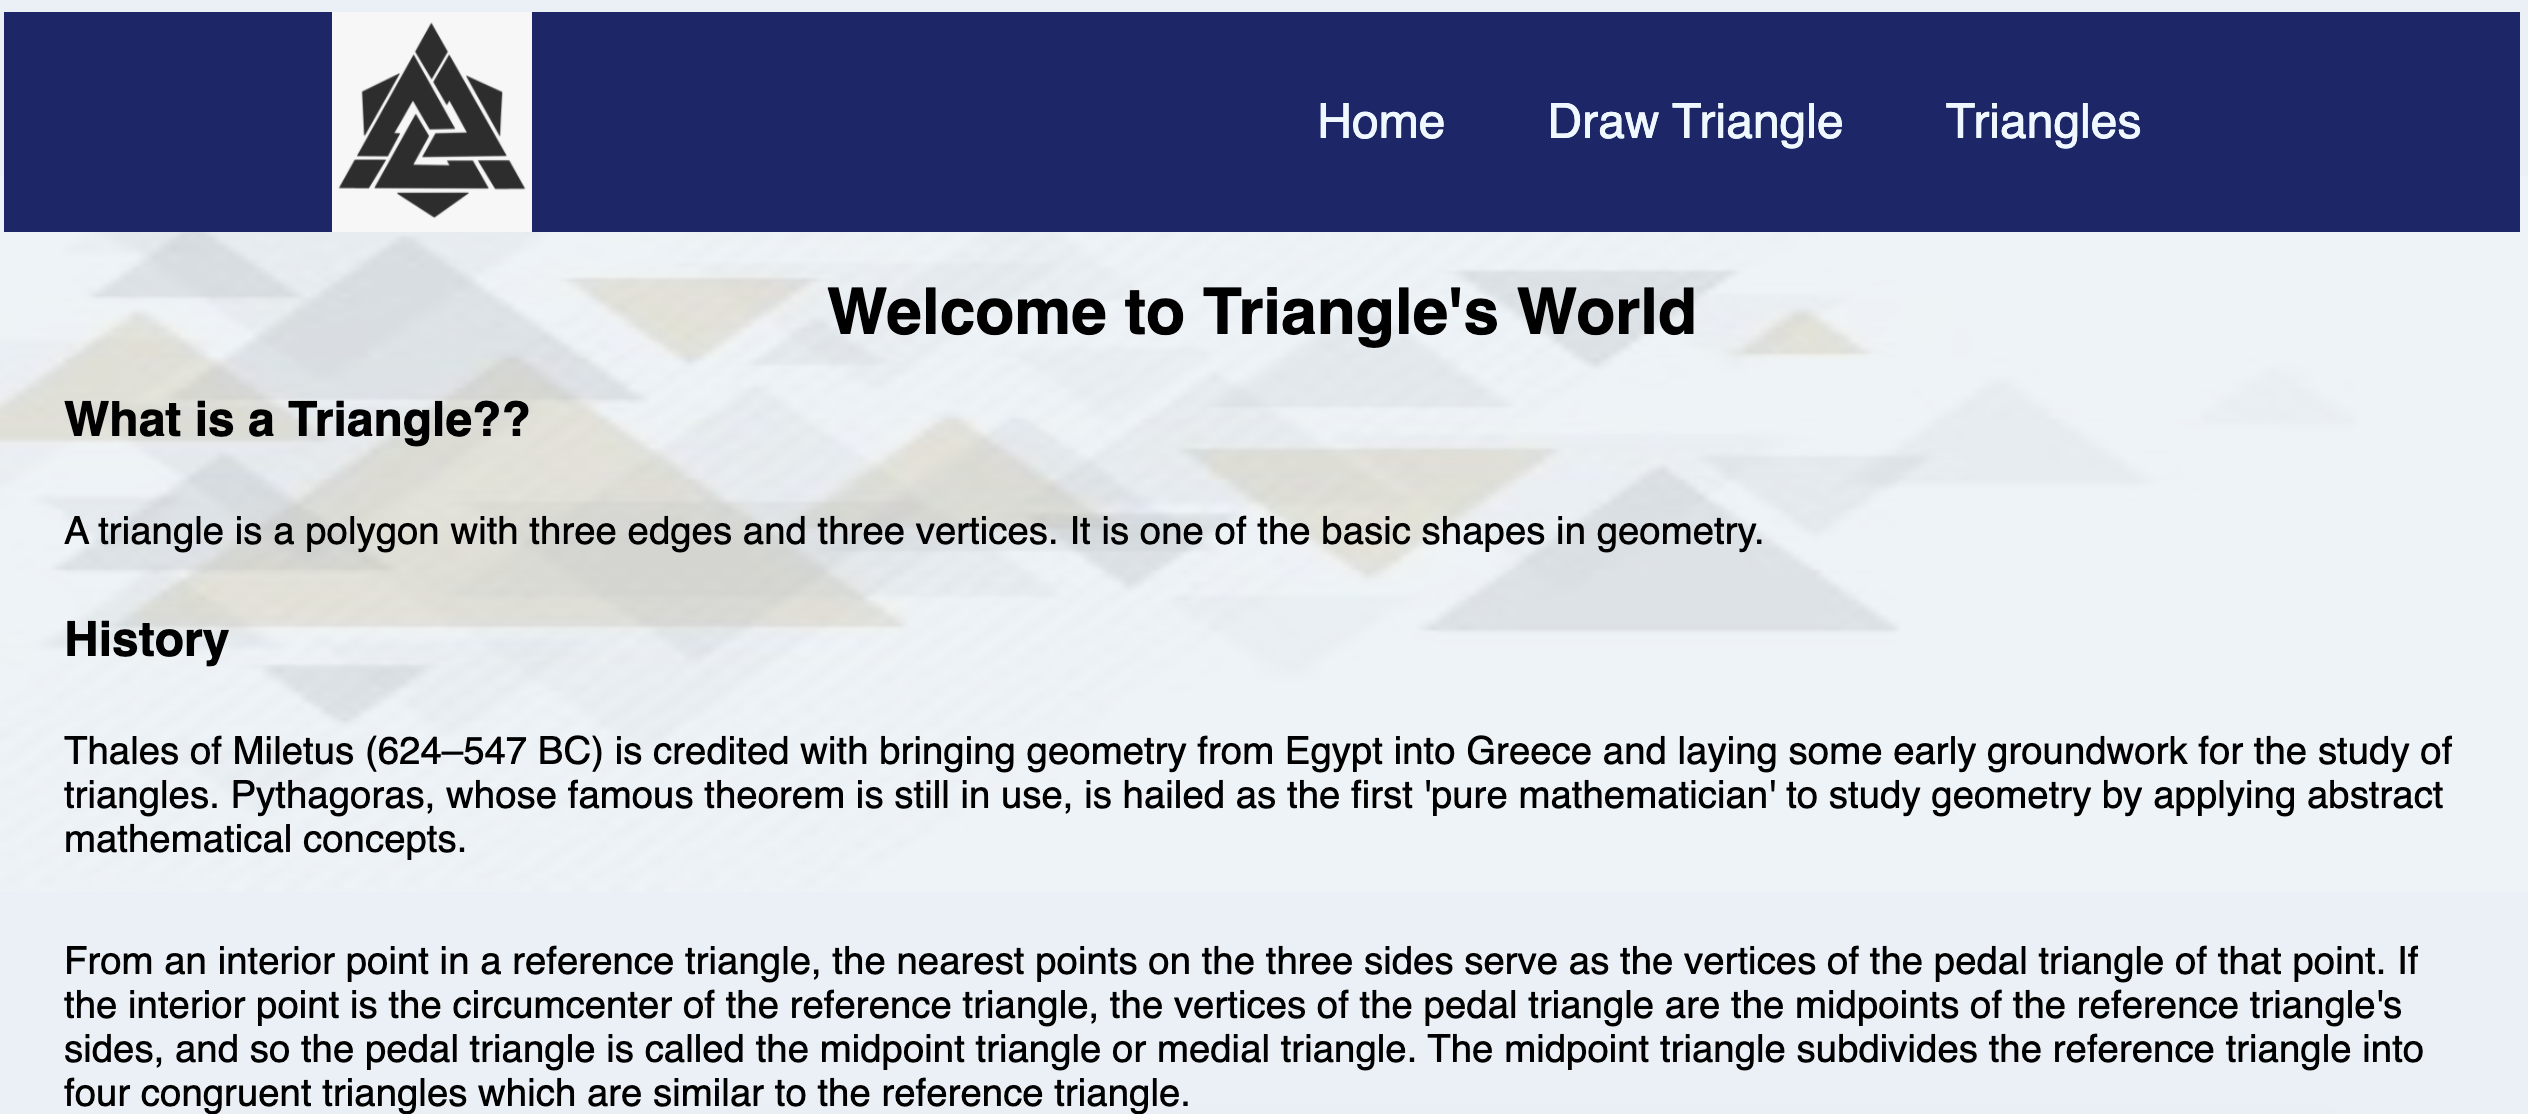 Home Draw Triangle Triangles
Welcome to Triangle's World
What is a Triangle??
A triangle is a polygon with three edges and three vertices. It is one of the basic shapes in geometry.
History
Thales of Miletus (624–547 BC) is credited with bringing geometry from Egypt into Greece and laying some early groundwork for the study of
triangles. Pythagoras, whose famous theorem is still in use, is hailed as the first 'pure mathematician' to study geometry by applying abstract
mathematical concepts.
From an interior point in a reference triangle, the nearest points on the three sides serve as the vertices of the pedal triangle of that point. If
the interior point is the circumcenter of the reference triangle, the vertices of the pedal triangle are the midpoints of the reference triangle's
sides, and so the pedal triangle is called the midpoint triangle or medial triangle. The midpoint triangle subdivides the reference triangle into
four congruent triangles which are similar to the reference triangle.